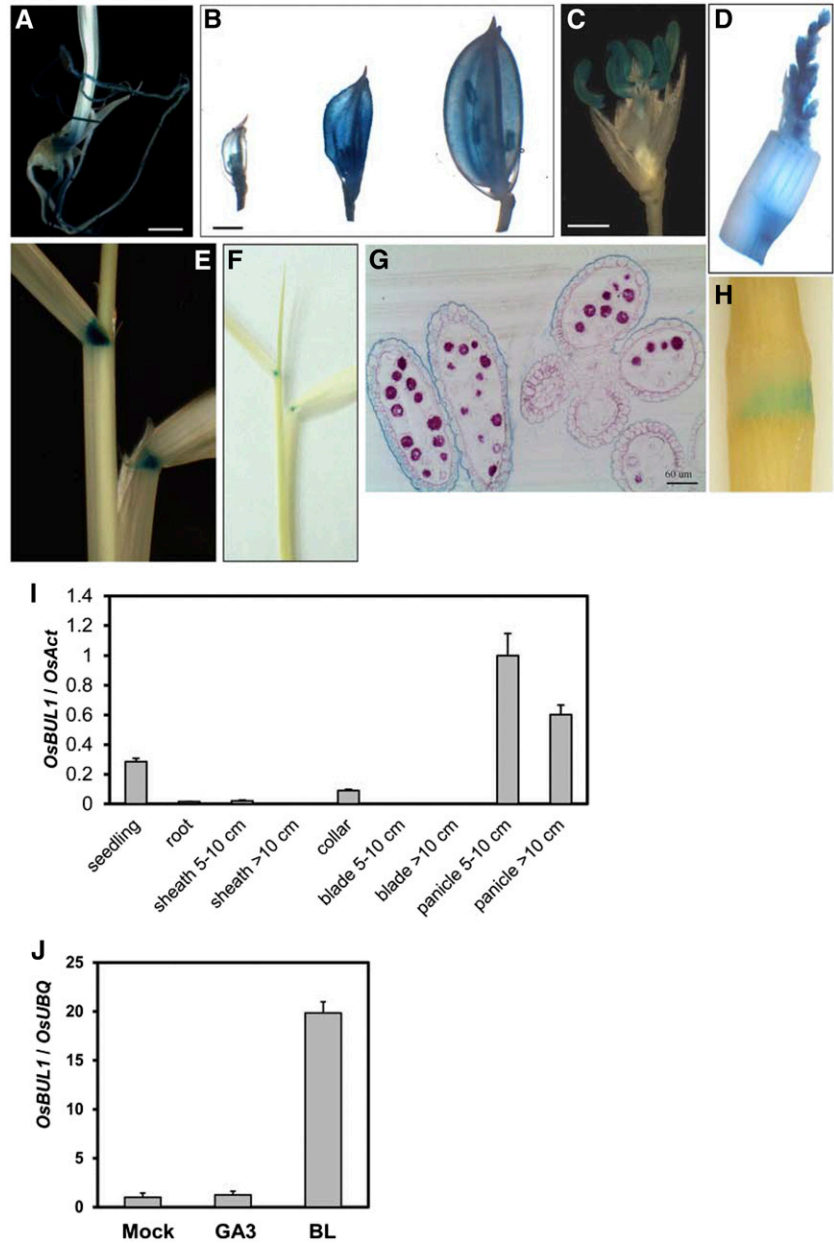 A
B
C
D
E
F
G
60 um
H
I
OsBUL1 / OsAct
1.4
1.2
1
0.8
0.6
0.4
0.2
0
seedling
root
sheath 5-10 cm
sheath >10 cm
collar
blade 5-10 cm
blade >10 cm
panicle 5-10 cm
panicle >10 cm
J
OsBUL1 / OsUBQ
25
20
15
10
5
0
Mock GA3 BL